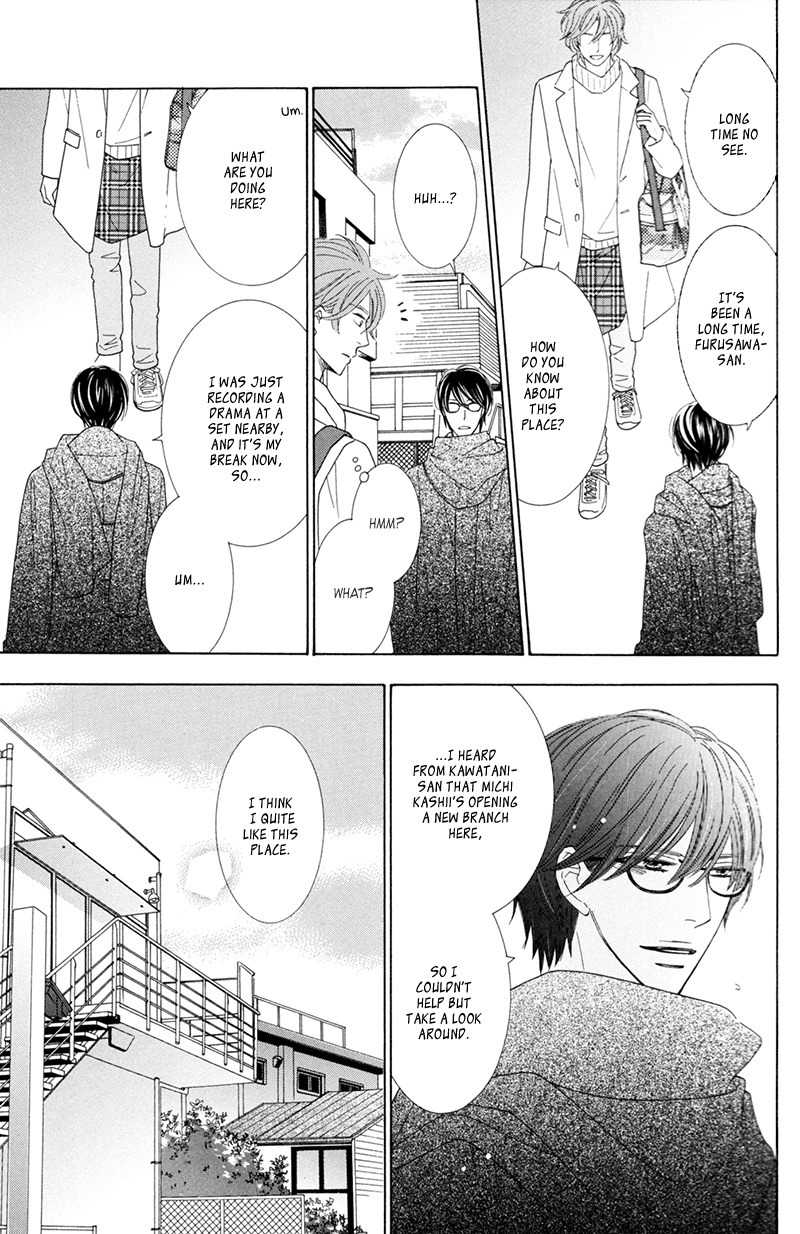 LONG
TIME NO
SEE.
IT'S
BEEN A
LONG TIME,
FURUSAWA-
SAN.
HOW
DO YOU
KNOW
ABOUT
THIS
PLACE?
HUH...?
HMM?
WHAT?
Um.
WHAT
ARE YOU
DOING
HERE?
I WAS JUST
RECORDING A
DRAMA AT A
SET NEARBY,
AND IT'S MY
BREAK NOW,
SO...
UM...
...I HEARD
FROM KAWATANI-
SAN THAT MICHI
KASHII'S OPENING
A NEW BRANCH
HERE,
SO I
COULDN'T
HELP BUT
TAKE A LOOK
AROUND.
I THINK
I QUITE
LIKE THIS
PLACE.